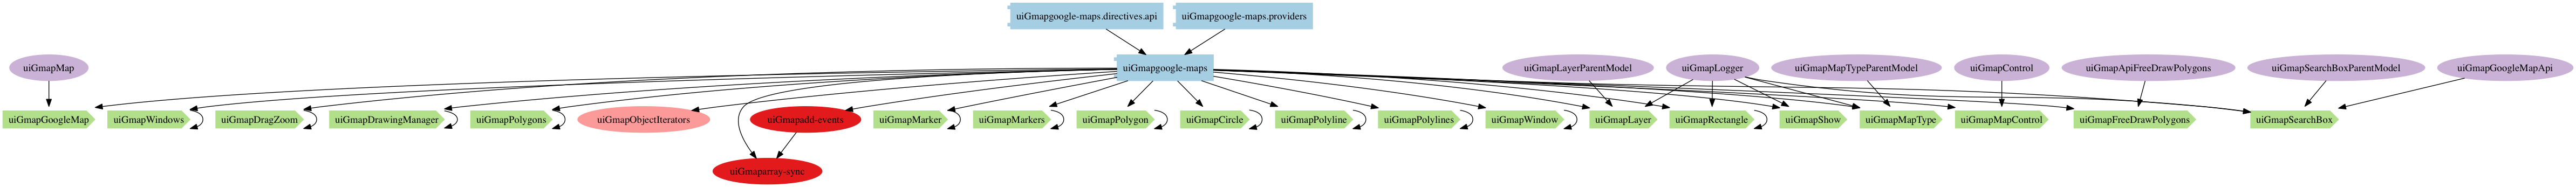 uiGmapgoogle-maps.directives.api
uiGmapgoogle-maps.providers
uiGmapMap
uiGmapgoogle-maps
uiGmapLayerParentModel
uiGmapLogger
uiGmapMapTypeParentModel
uiGmapControl
uiGmapApiFreeDrawPolygons
uiGmapSearchBoxParentModel
uiGmapGoogleMapApi
uiGmapGoogleMap
uiGmapWindows
uiGmapDragZoom
uiGmapDrawingManager
uiGmapPolygons
uiGmapObjectIterators
uiGmapadd-events
uiGmapMarker
uiGmapMarkers
uiGmapPolygon
uiGmapCircle
uiGmapPolyline
uiGmapPolylines
uiGmapWindow
uiGmapLayer
uiGmapRectangle
uiGmapShow
uiGmapMapType
uiGmapMapControl
uiGmapFreeDrawPolygons
uiGmapSearchBox
uiGmaparray-sync